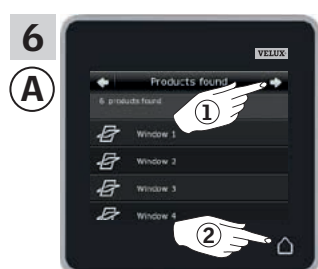 6
A
VELUX
Products found
6 products found
1
Window 1
Window 2
Window 3
Window 4
2